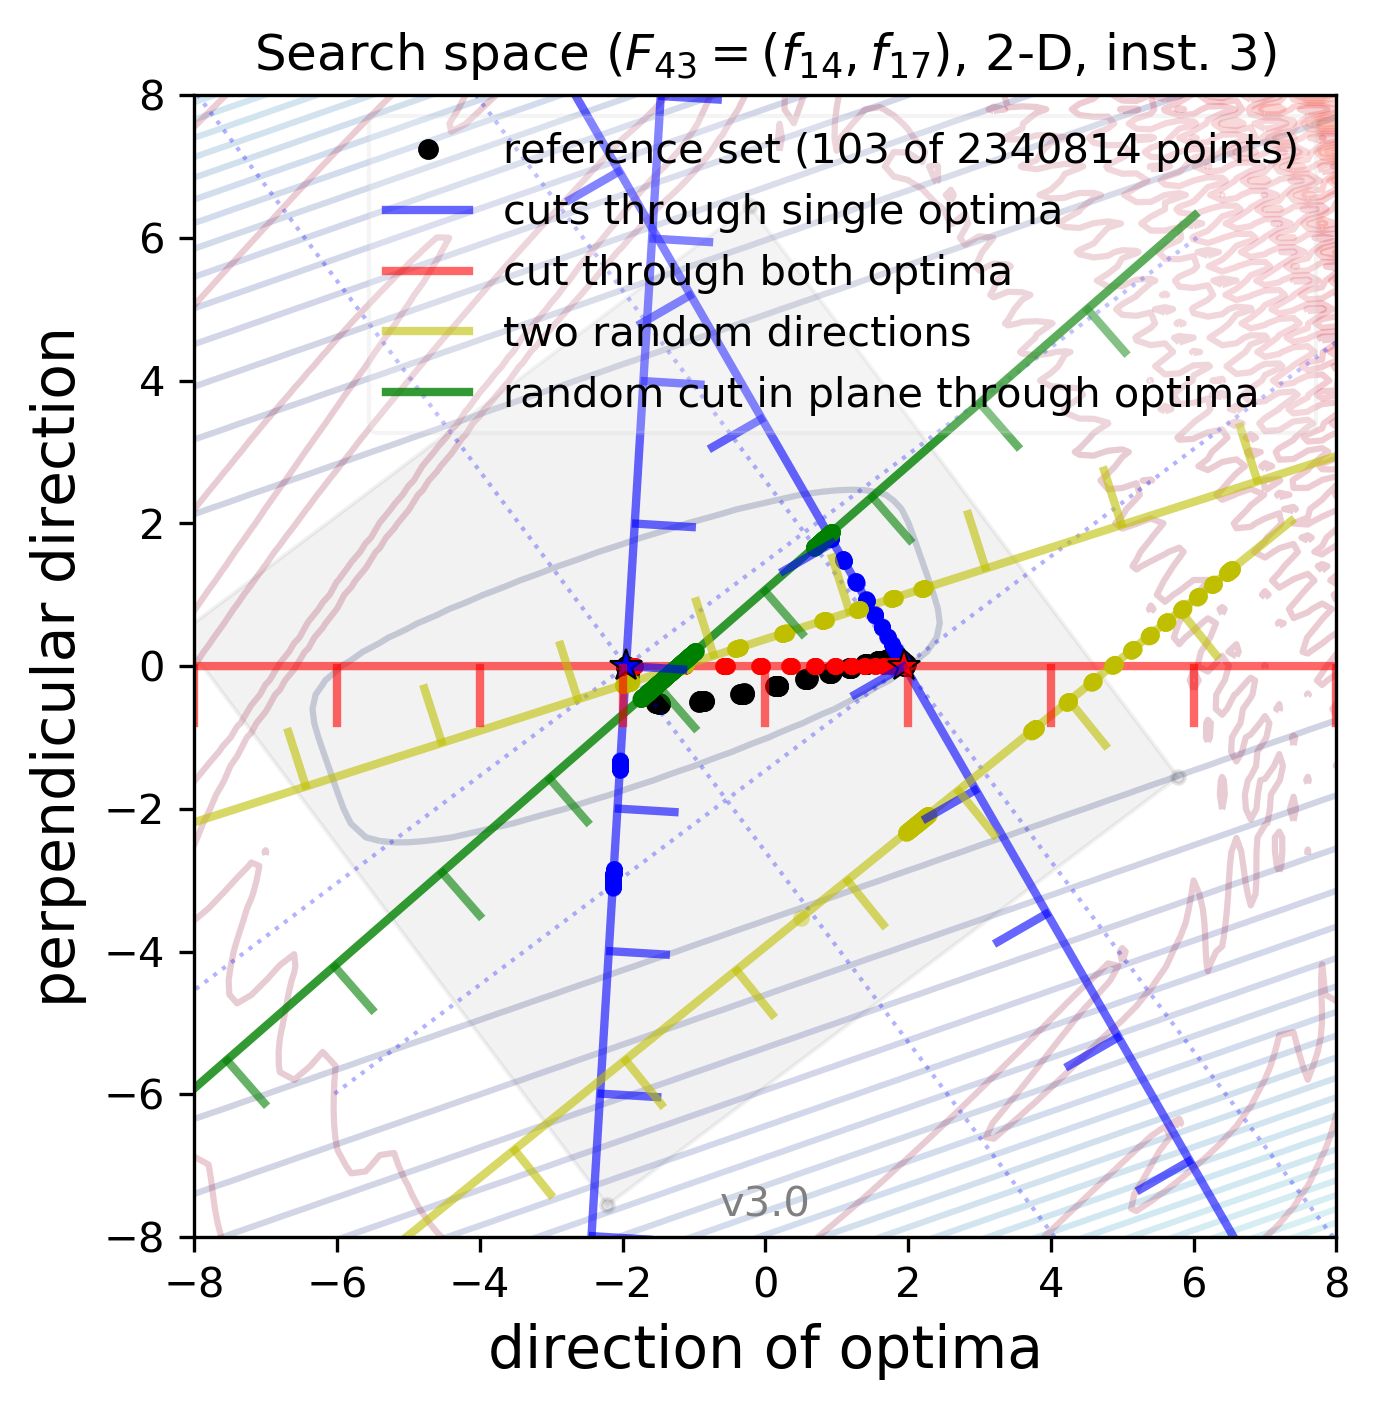 Search space (F₄₃ = (f₁₄, f₁₇), 2-D, inst. 3)
8
6
4
2
0
−2
−4
−6
−8
perpendicular direction
reference set (103 of 2340814 points)
cuts through single optima
cut through both optima
two random directions
random cut in plane through optima
v3.0
−8 −6 −4 −2 0 2 4 6 8
direction of optima